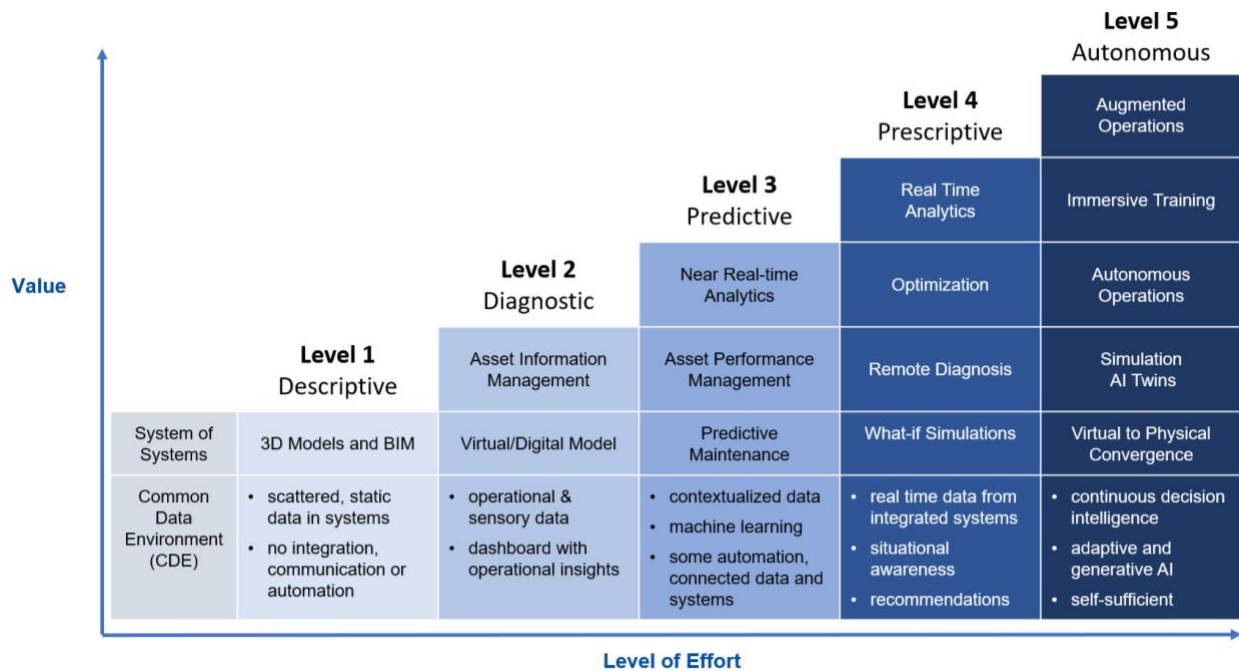 Level 5
Autonomous
Augmented
Operations
Level 4
Prescriptive
Real Time
Analytics
Immersive Training
Level 3
Predictive
Near Real-time
Analytics
Optimization
Autonomous
Operations
Value
Level 2
Diagnostic
Level 1
Descriptive
Asset Information
Management
Asset Performance
Management
Remote Diagnosis
Simulation
AI Twins
System of
Systems
3D Models and BIM
Virtual/Digital Model
Predictive
Maintenance
What-if Simulations
Virtual to Physical
Convergence
Common
Data
Environment
(CDE)
• scattered, static
data in systems
• no integration,
communication or
automation
• operational &
sensory data
• dashboard with
operational insights
• contextualized data
• machine learning
• some automation,
connected data and
systems
• real time data from
integrated systems
• situational
awareness
• recommendations
• continuous decision
intelligence
• adaptive and
generative AI
• self-sufficient
Level of Effort